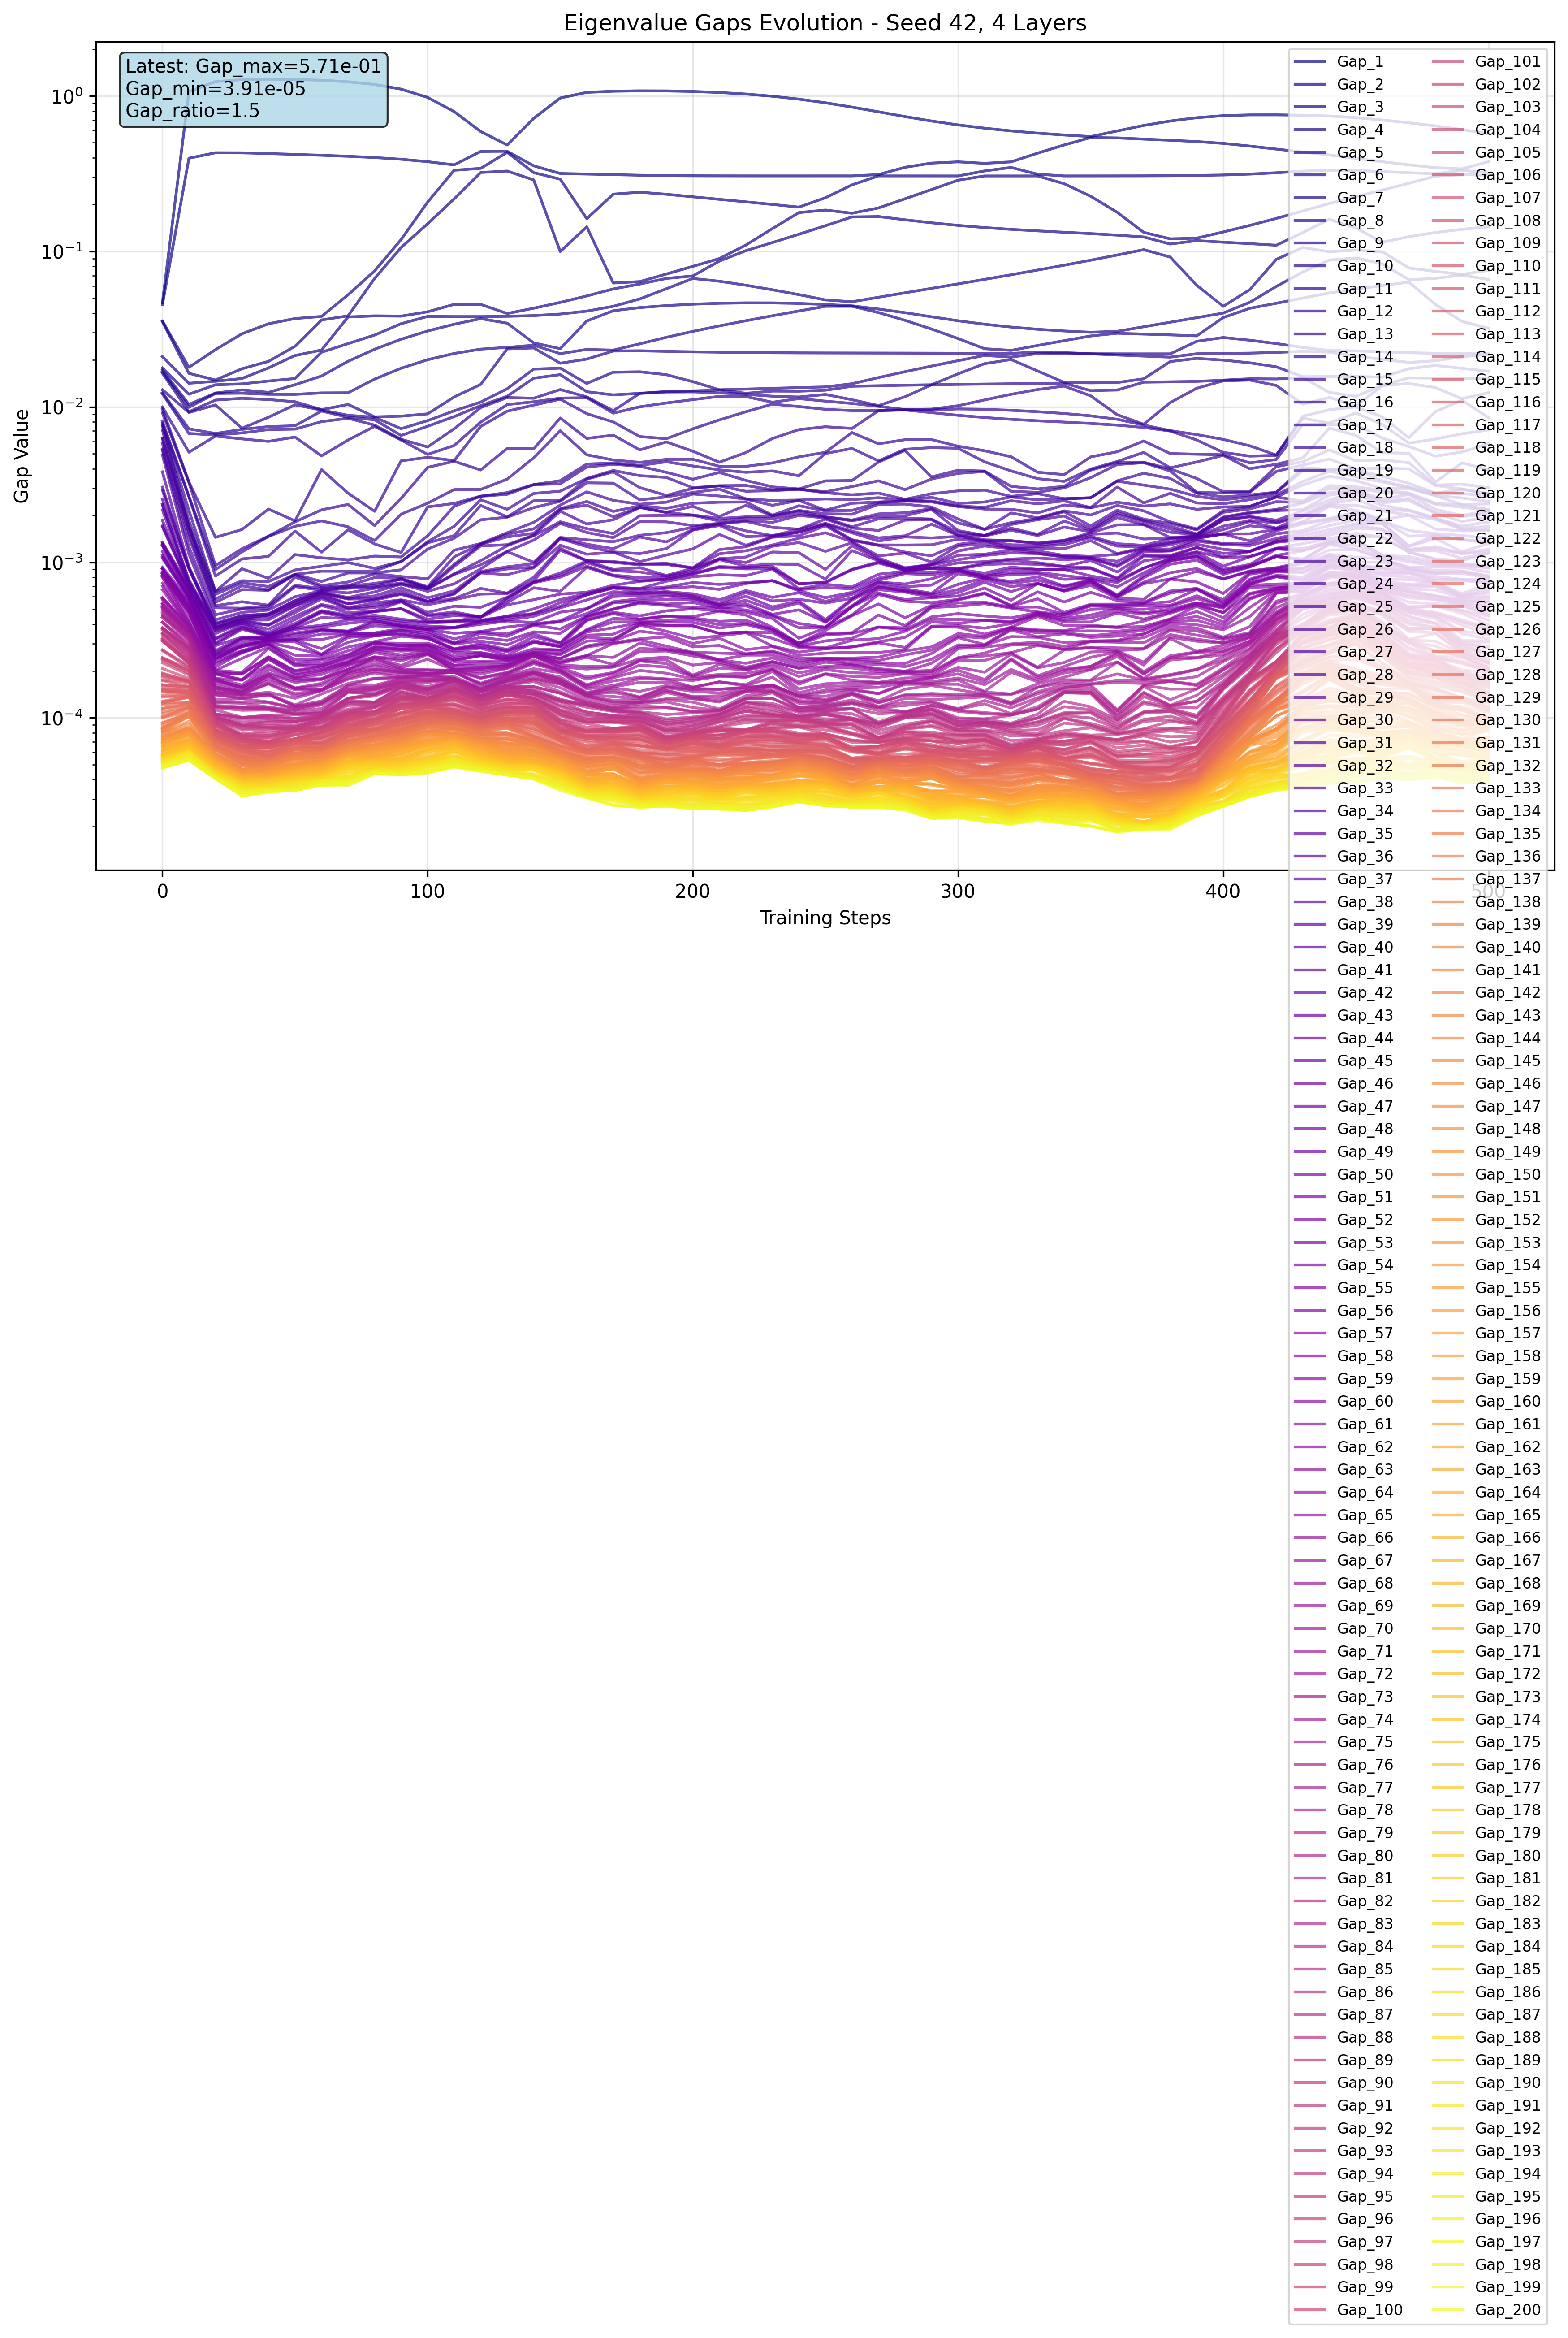 Eigenvalue Gaps Evolution - Seed 42, 4 Layers
Latest: Gap_max=5.71e-01
Gap_min=3.91e-05
Gap_ratio=1.5
Gap Value
10⁰
10⁻¹
10⁻²
10⁻³
10⁻⁴
0
100
200
300
400
500
Training Steps
Gap_1
Gap_2
Gap_3
Gap_4
Gap_5
Gap_6
Gap_7
Gap_8
Gap_9
Gap_10
Gap_11
Gap_12
Gap_13
Gap_14
Gap_15
Gap_16
Gap_17
Gap_18
Gap_19
Gap_20
Gap_21
Gap_22
Gap_23
Gap_24
Gap_25
Gap_26
Gap_27
Gap_28
Gap_29
Gap_30
Gap_31
Gap_32
Gap_33
Gap_34
Gap_35
Gap_36
Gap_37
Gap_38
Gap_39
Gap_40
Gap_41
Gap_42
Gap_43
Gap_44
Gap_45
Gap_46
Gap_47
Gap_48
Gap_49
Gap_50
Gap_51
Gap_52
Gap_53
Gap_54
Gap_55
Gap_56
Gap_57
Gap_58
Gap_59
Gap_60
Gap_61
Gap_62
Gap_63
Gap_64
Gap_65
Gap_66
Gap_67
Gap_68
Gap_69
Gap_70
Gap_71
Gap_72
Gap_73
Gap_74
Gap_75
Gap_76
Gap_77
Gap_78
Gap_79
Gap_80
Gap_81
Gap_82
Gap_83
Gap_84
Gap_85
Gap_86
Gap_87
Gap_88
Gap_89
Gap_90
Gap_91
Gap_92
Gap_93
Gap_94
Gap_95
Gap_96
Gap_97
Gap_98
Gap_99
Gap_100
Gap_101
Gap_102
Gap_103
Gap_104
Gap_105
Gap_106
Gap_107
Gap_108
Gap_109
Gap_110
Gap_111
Gap_112
Gap_113
Gap_114
Gap_115
Gap_116
Gap_117
Gap_118
Gap_119
Gap_120
Gap_121
Gap_122
Gap_123
Gap_124
Gap_125
Gap_126
Gap_127
Gap_128
Gap_129
Gap_130
Gap_131
Gap_132
Gap_133
Gap_134
Gap_135
Gap_136
Gap_137
Gap_138
Gap_139
Gap_140
Gap_141
Gap_142
Gap_143
Gap_144
Gap_145
Gap_146
Gap_147
Gap_148
Gap_149
Gap_150
Gap_151
Gap_152
Gap_153
Gap_154
Gap_155
Gap_156
Gap_157
Gap_158
Gap_159
Gap_160
Gap_161
Gap_162
Gap_163
Gap_164
Gap_165
Gap_166
Gap_167
Gap_168
Gap_169
Gap_170
Gap_171
Gap_172
Gap_173
Gap_174
Gap_175
Gap_176
Gap_177
Gap_178
Gap_179
Gap_180
Gap_181
Gap_182
Gap_183
Gap_184
Gap_185
Gap_186
Gap_187
Gap_188
Gap_189
Gap_190
Gap_191
Gap_192
Gap_193
Gap_194
Gap_195
Gap_196
Gap_197
Gap_198
Gap_199
Gap_200